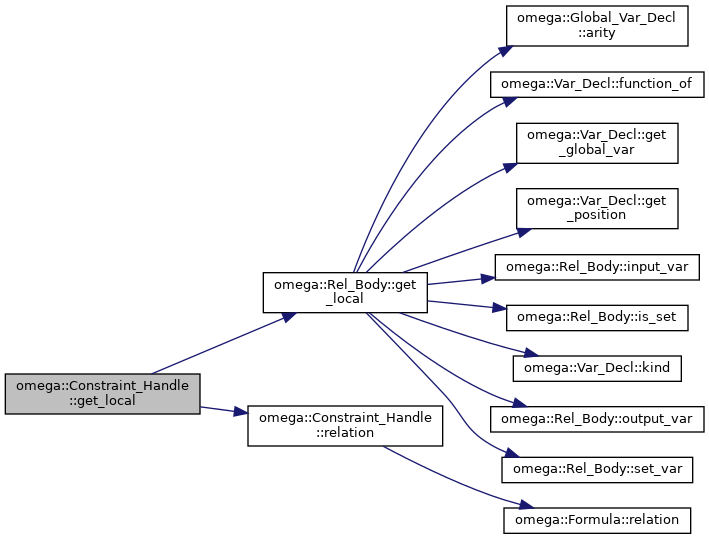 omega::Global_Var_Decl
::arity
omega::Var_Decl::function_of
omega::Var_Decl::get
_global_var
omega::Var_Decl::get
_position
omega::Rel_Body::input_var
omega::Rel_Body::get
_local
omega::Rel_Body::is_set
omega::Var_Decl::kind
omega::Constraint_Handle
::get_local
omega::Constraint_Handle
::relation
omega::Rel_Body::output_var
omega::Rel_Body::set_var
omega::Formula::relation